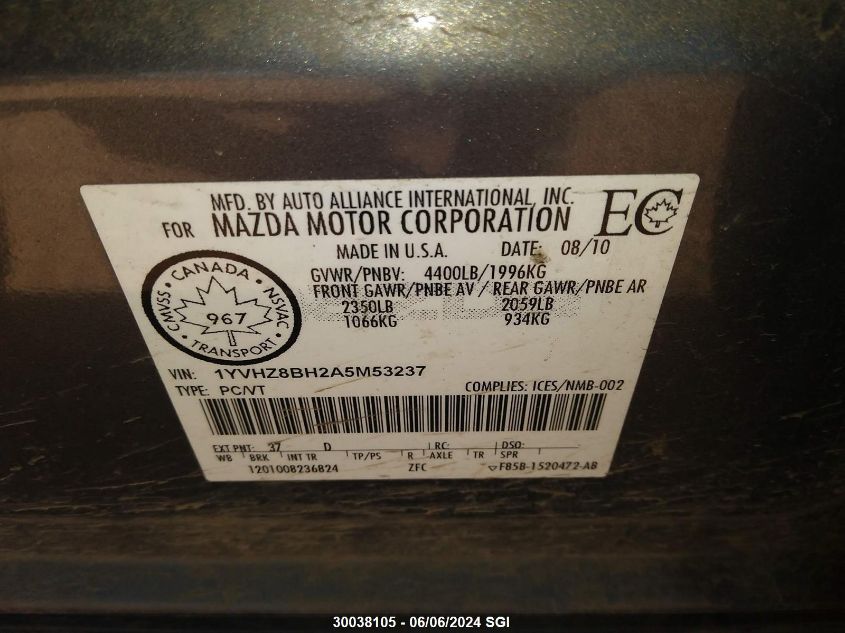 MFD. BY AUTO ALLIANCE INTERNATIONAL, INC.
FOR MAZDA MOTOR CORPORATION EC
MADE IN U.S.A. DATE: 08/10
GVWR/PNBV: 4400LB/1996KG
FRONT GAWR/PNBE AV / REAR GAWR/PNBE AR
2350LB 2059LB
1066KG 934KG
CANADA
CMVSS · NSVAC
967
TRANSPORT
VIN: 1YVHZ8BH2A5M53237
TYPE: PC/VT COMPLIES: ICES/NMB-002
EXT PNT: 37 D RC: DSO:
WB BRK INT TR TP/PS R AXLE TR SPR
1201008236824 ZFC F85B-1520472-AB
30038105 - 06/06/2024 SGI